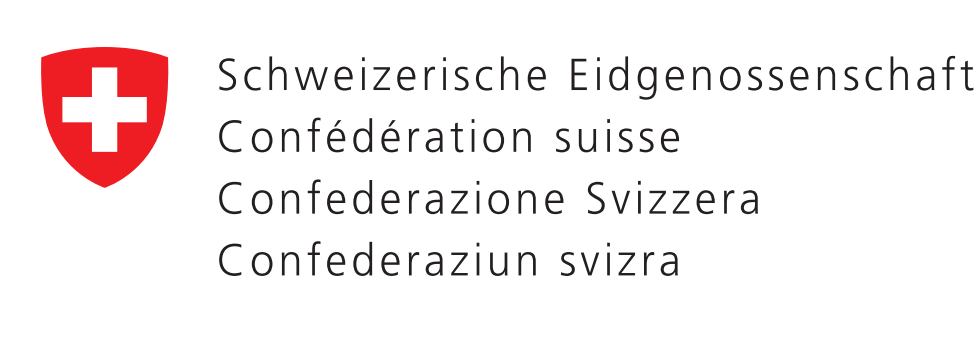 Schweizerische Eidgenossenschaft
Confédération suisse
Confederazione Svizzera
Confederaziun svizra